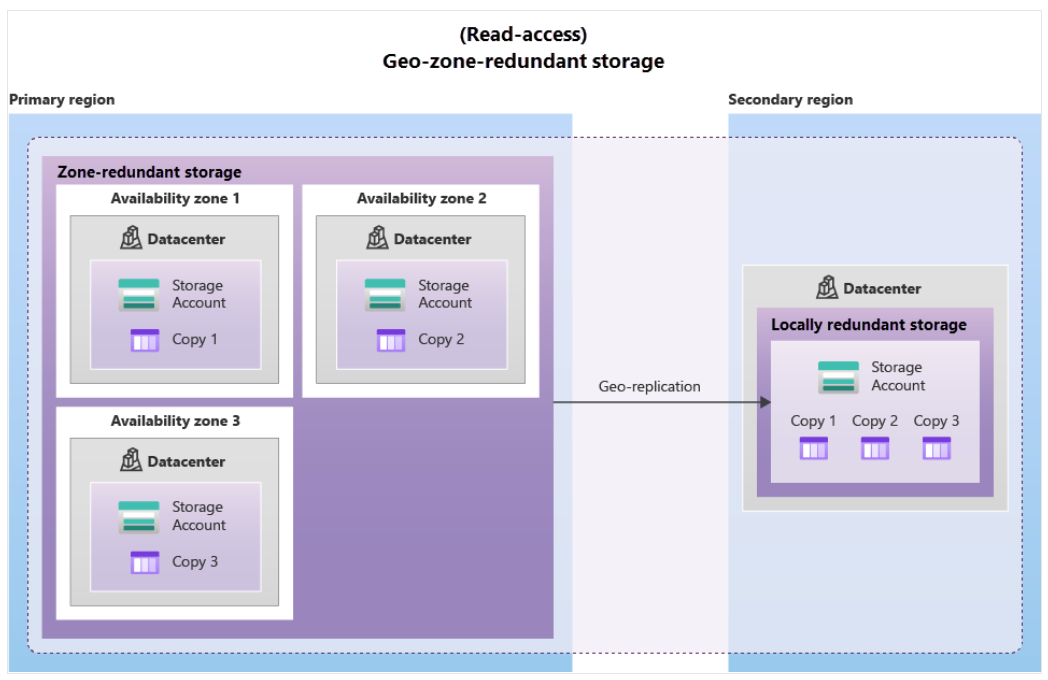 (Read-access)
Geo-zone-redundant storage
Primary region
Secondary region
Zone-redundant storage
Availability zone 1
Datacenter
Storage
Account
Copy 1
Availability zone 2
Datacenter
Storage
Account
Copy 2
Availability zone 3
Datacenter
Storage
Account
Copy 3
Geo-replication
Datacenter
Locally redundant storage
Storage
Account
Copy 1 Copy 2 Copy 3